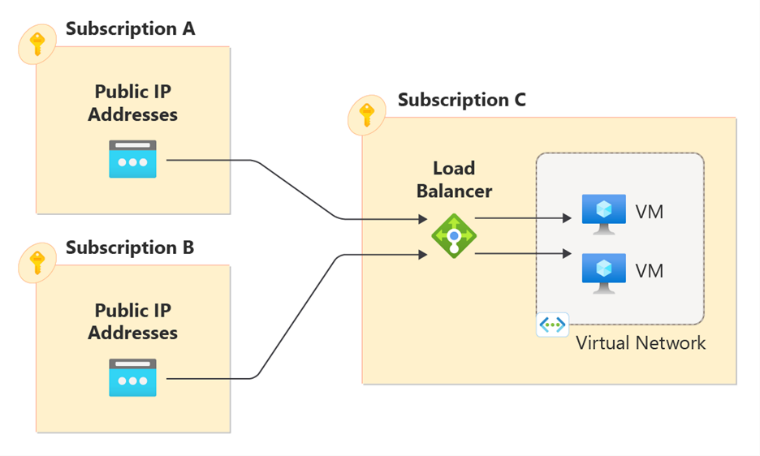 Subscription A
Public IP
Addresses
Subscription B
Public IP
Addresses
Subscription C
Load
Balancer
VM
VM
Virtual Network